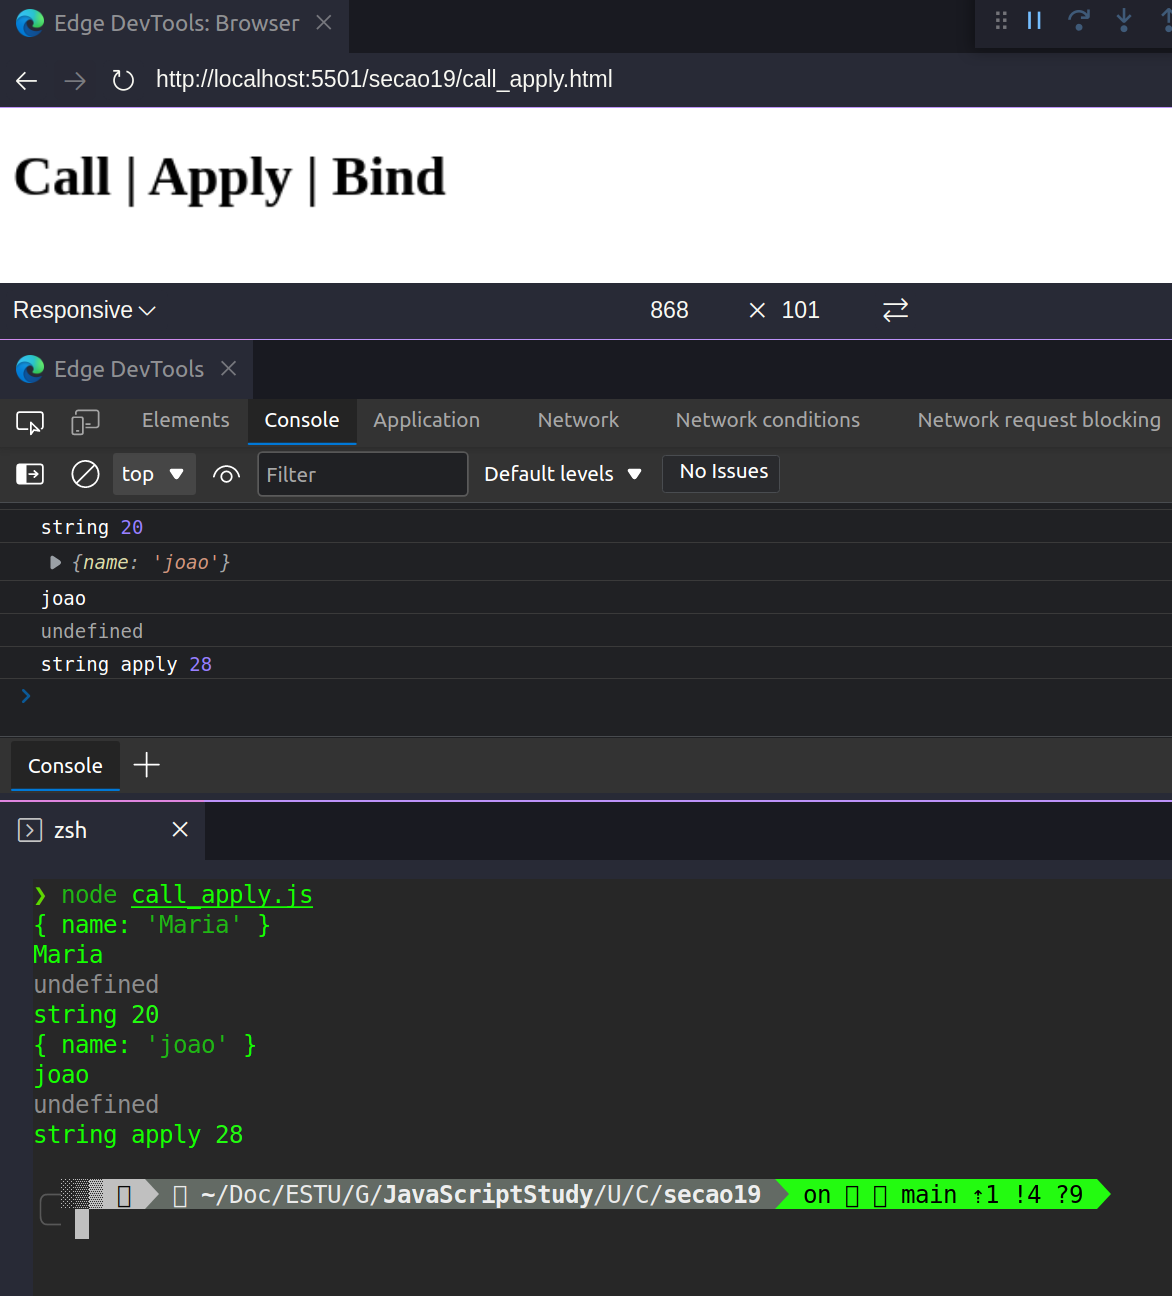 Edge DevTools: Browser
http://localhost:5501/secao19/call_apply.html
Call | Apply | Bind
Responsive 868 × 101
Edge DevTools
Elements Console Application Network Network conditions Network request blocking
top Filter Default levels No Issues
string 20
{name: 'joao'}
joao
undefined
string apply 28
Console
zsh
❯ node call_apply.js
{ name: 'Maria' }
Maria
undefined
string 20
{ name: 'joao' }
joao
undefined
string apply 28
~/Doc/ESTU/G/JavaScriptStudy/U/C/secao19 on main ⇡1 !4 ?9